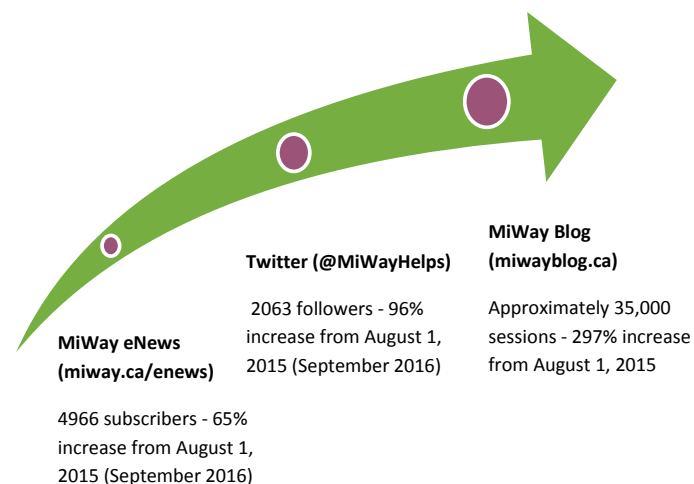 MiWay eNews
(miway.ca/enews)
4966 subscribers - 65%
increase from August 1,
2015 (September 2016)
Twitter (@MiWayHelps)
2063 followers - 96%
increase from August 1,
2015 (September 2016)
MiWay Blog
(miwayblog.ca)
Approximately 35,000
sessions - 297% increase
from August 1, 2015